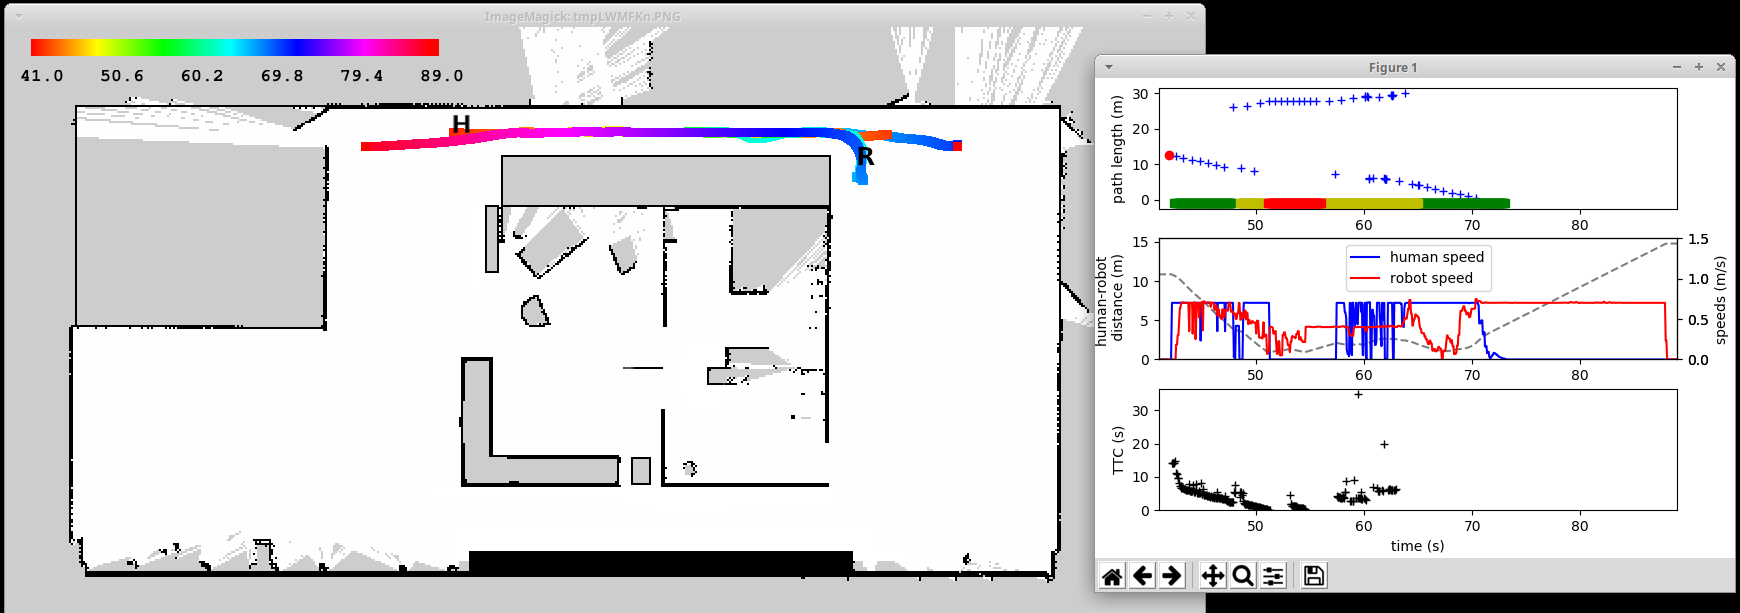 ImageMagick: tmpLWMFKn.PNG
41.0 50.6 60.2 69.8 79.4 89.0
H
R
Figure 1
path length (m)
30
20
10
0
50 60 70 80
human-robot
distance (m)
15
10
5
0
human speed
robot speed
1.5
1.0
0.5
0.0
speeds (m/s)
50 60 70 80
TTC (s)
30
20
10
0
50 60 70 80
time (s)